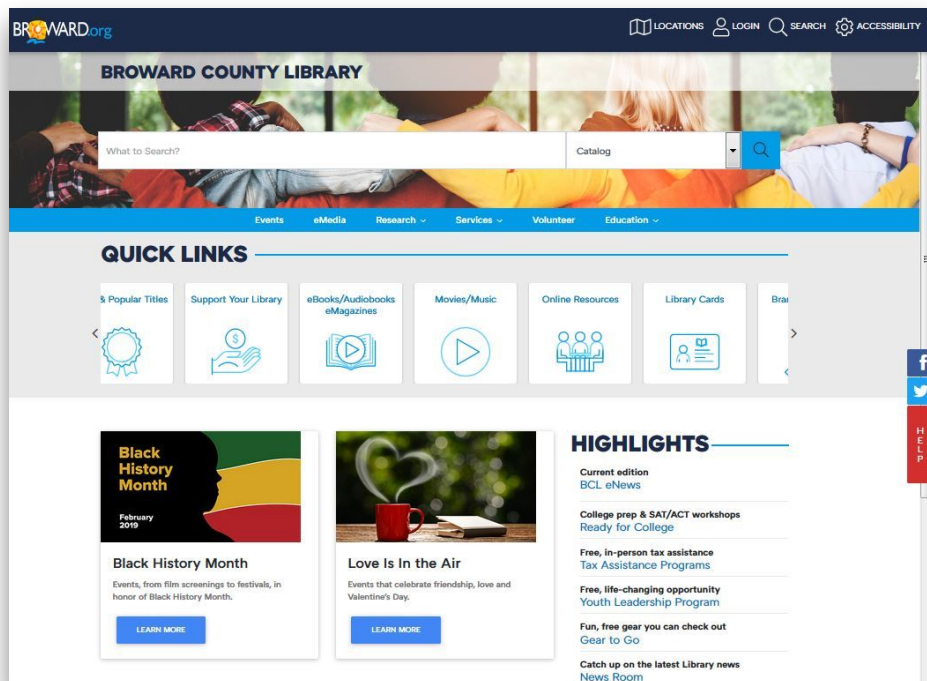 BROWARD.org
LOCATIONS LOGIN SEARCH ACCESSIBILITY
BROWARD COUNTY LIBRARY
What to Search? Catalog
Events eMedia Research Services Volunteer Education
QUICK LINKS
& Popular Titles
Support Your Library
eBooks/Audiobooks
eMagazines
Movies/Music
Online Resources
Library Cards
Bran
f
HELP
Black
History
Month
February
2019
Black History Month
Events, from film screenings to festivals, in
honor of Black History Month.
LEARN MORE
Love Is In the Air
Events that celebrate friendship, love and
Valentine's Day.
LEARN MORE
HIGHLIGHTS
Current edition
BCL eNews
College prep & SAT/ACT workshops
Ready for College
Free, in-person tax assistance
Tax Assistance Programs
Free, life-changing opportunity
Youth Leadership Program
Fun, free gear you can check out
Gear to Go
Catch up on the latest Library news
News Room